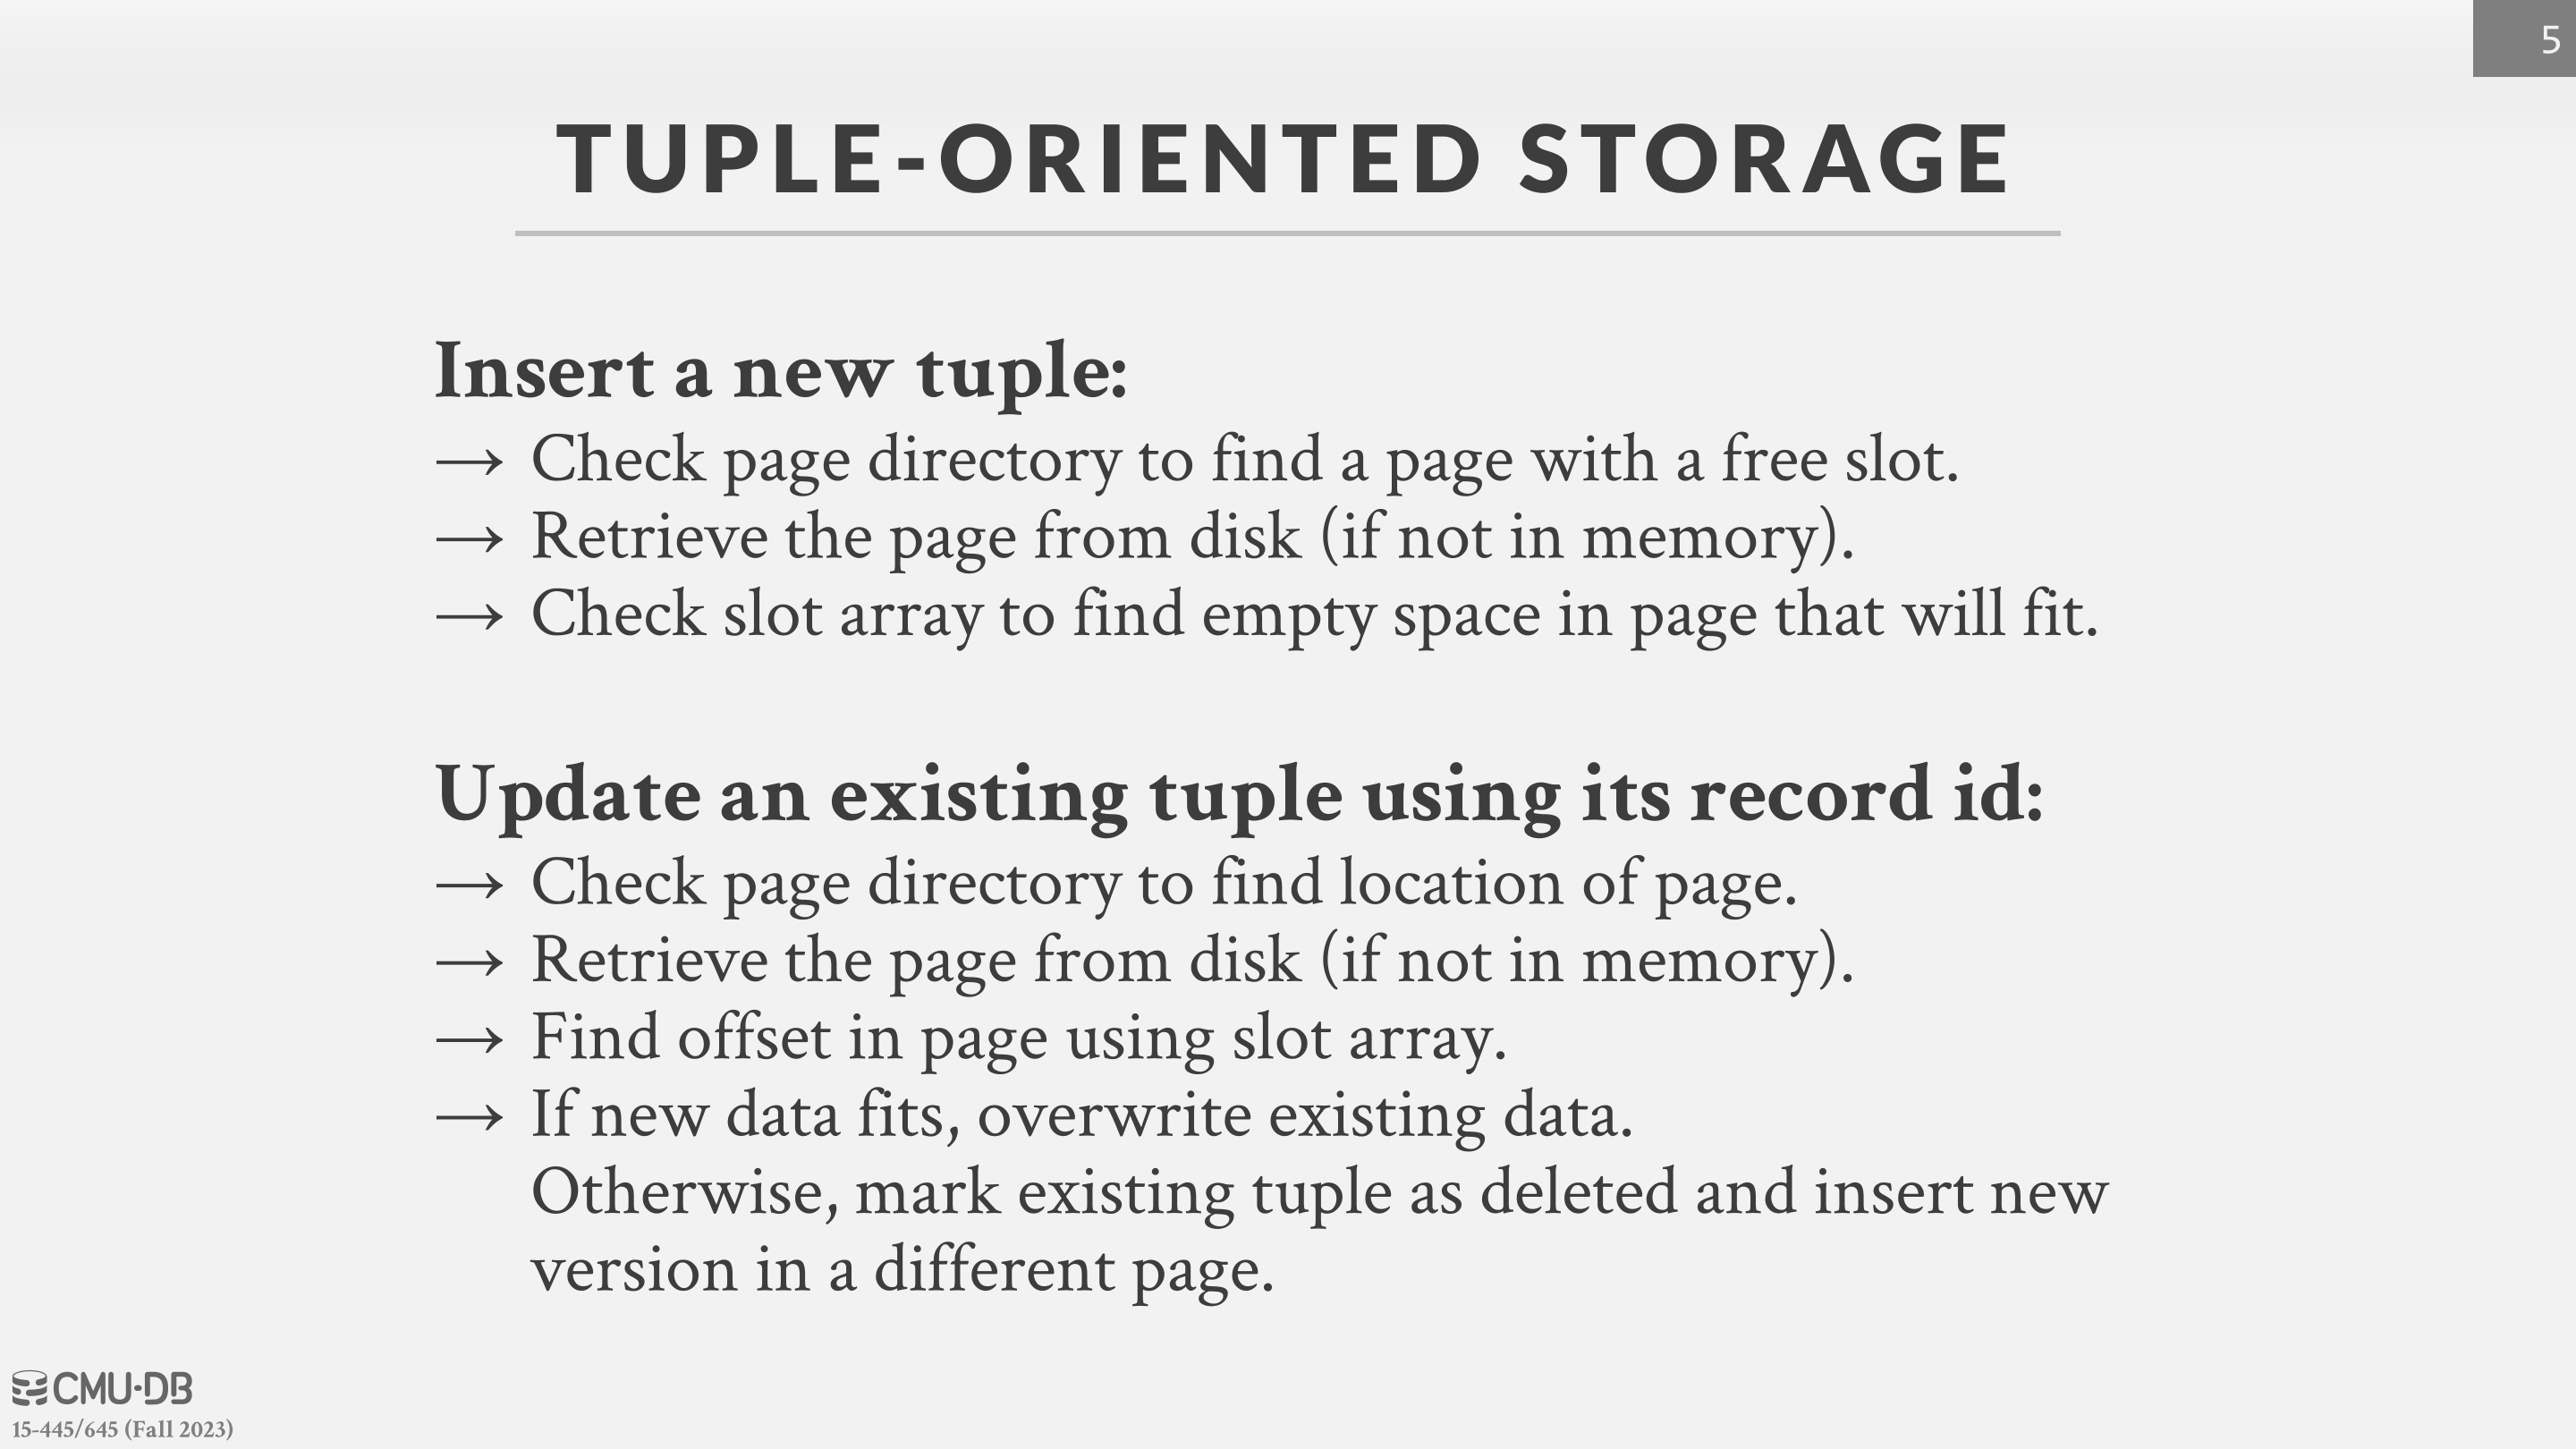 5
TUPLE-ORIENTED STORAGE
Insert a new tuple:
→ Check page directory to find a page with a free slot.
→ Retrieve the page from disk (if not in memory).
→ Check slot array to find empty space in page that will fit.
Update an existing tuple using its record id:
→ Check page directory to find location of page.
→ Retrieve the page from disk (if not in memory).
→ Find offset in page using slot array.
→ If new data fits, overwrite existing data.
Otherwise, mark existing tuple as deleted and insert new
version in a different page.
CMU·DB
15-445/645 (Fall 2023)